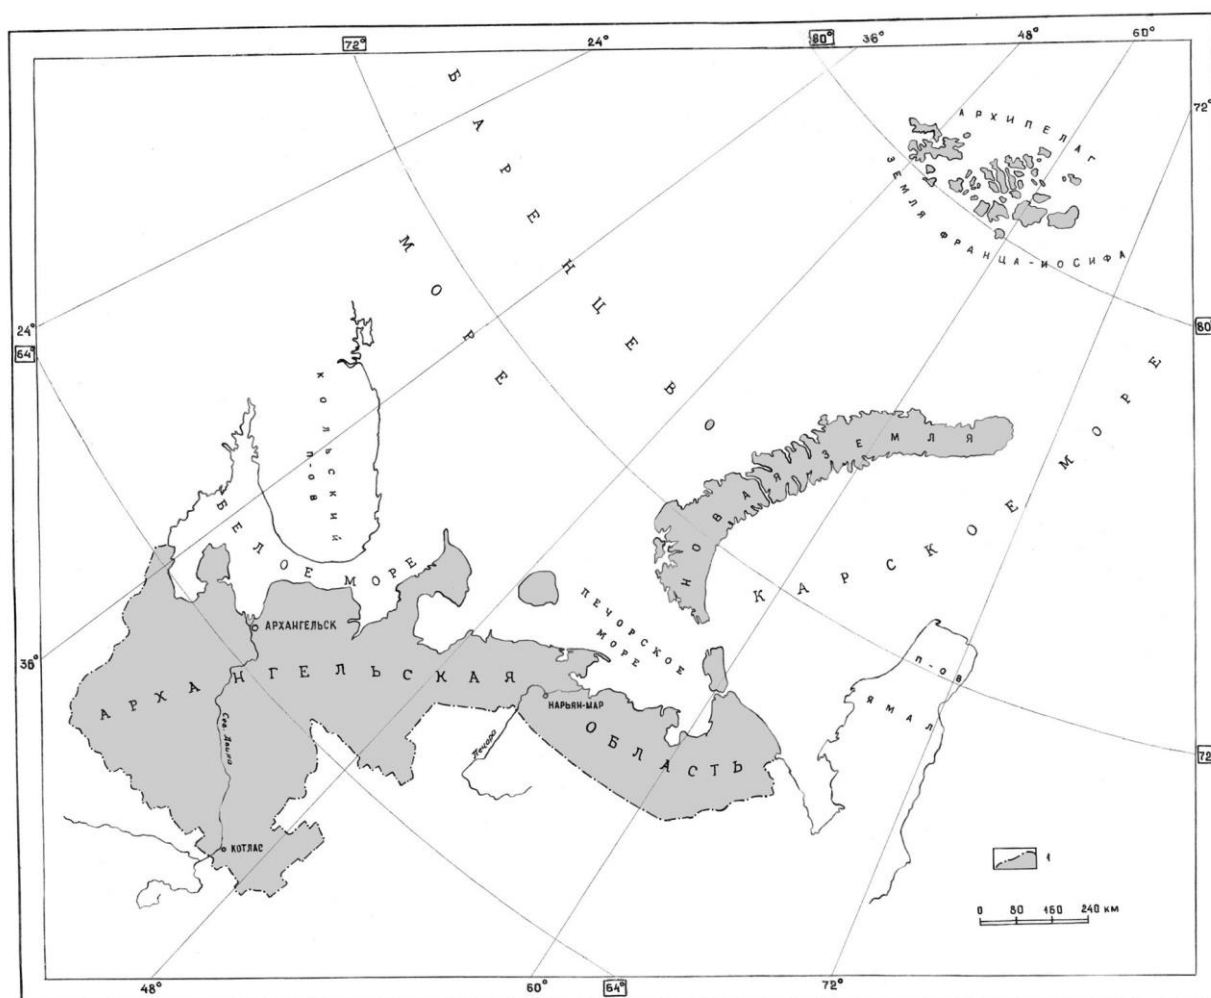 72° 24° 80° 36° 48° 60°
72°
БАРЕНЦЕВО
МОРЕ
АРХИПЕЛАГ
ЗЕМЛЯ ФРАНЦА-ИОСИФА
24°
64°
80°
КОЛЬСКИЙ
П-ОВ
НОВАЯ ЗЕМЛЯ
КАРСКОЕ МОРЕ
БЕЛОЕ МОРЕ
ПЕЧОРСКОЕ
МОРЕ
АРХАНГЕЛЬСК
36°
П-ОВ
ЯМАЛ
АРХАНГЕЛЬСКАЯ
НАРЬЯН-МАР
ОБЛАСТЬ
Сев. Двина
Печора
72
КОТЛАС
1
0 80 160 240 КМ
48° 60° 64° 72°